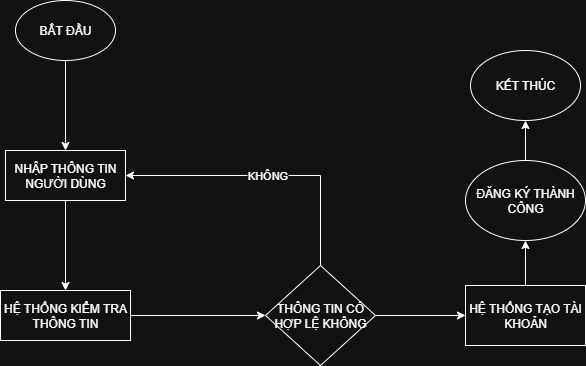 BẮT ĐẦU
NHẬP THÔNG TIN
NGƯỜI DÙNG
HỆ THỐNG KIỂM TRA
THÔNG TIN
KHÔNG
THÔNG TIN CÓ
HỢP LỆ KHÔNG
HỆ THỐNG TẠO TÀI
KHOẢN
ĐĂNG KÝ THÀNH
CÔNG
KẾT THÚC